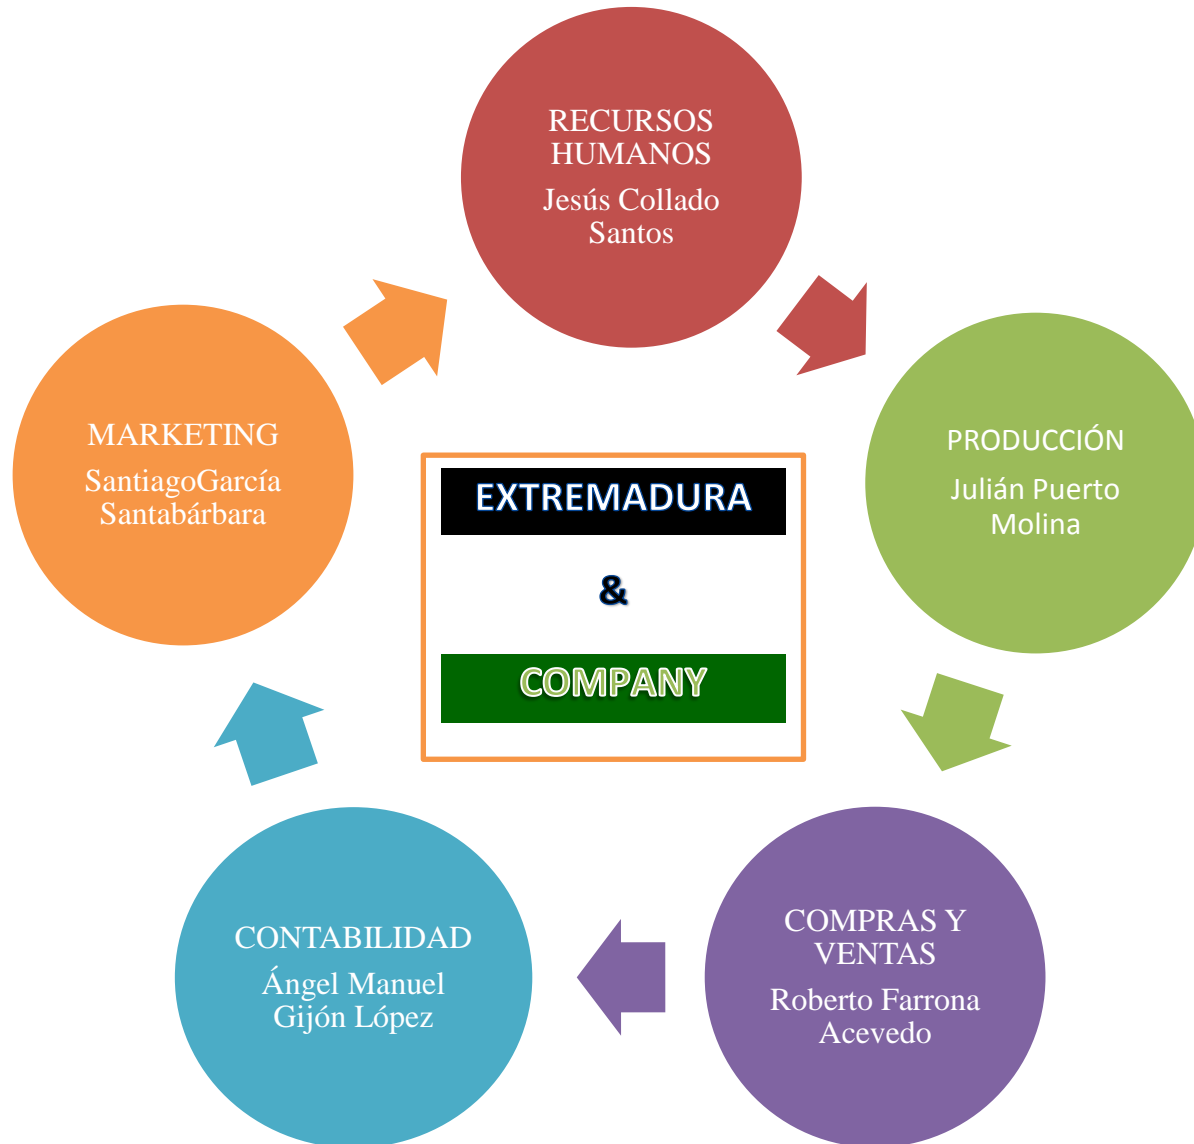 RECURSOS
HUMANOS
Jesús Collado
Santos
PRODUCCIÓN
Julián Puerto
Molina
COMPRAS Y
VENTAS
Roberto Farrona
Acevedo
CONTABILIDAD
Ángel Manuel
Gijón López
MARKETING
SantiagoGarcía
Santabárbara
EXTREMADURA
&
COMPANY